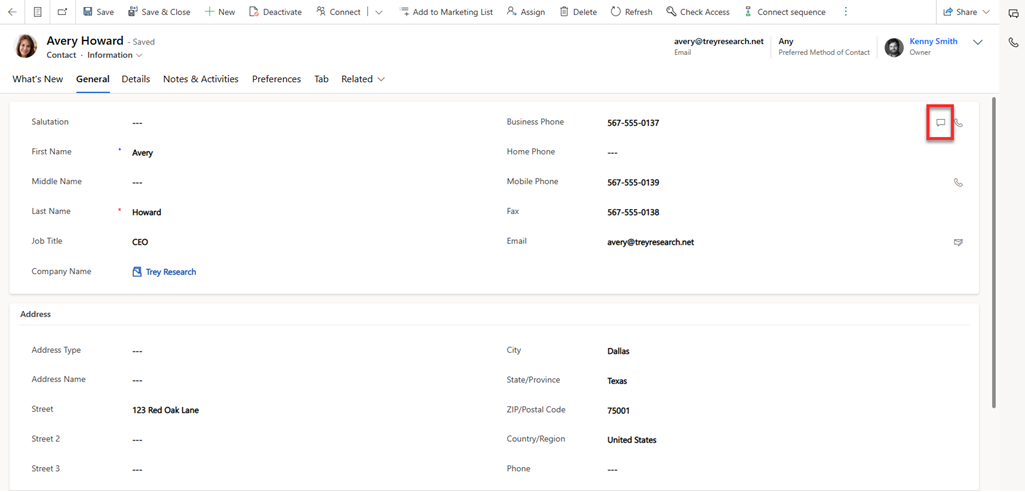 Save Save & Close New Deactivate Connect Add to Marketing List Assign Delete Refresh Check Access Connect sequence Share
Avery Howard - Saved
Contact · Information
avery@treyresearch.net
Email
Any
Preferred Method of Contact
Kenny Smith
Owner
What's New General Details Notes & Activities Preferences Tab Related
Salutation ---
First Name * Avery
Middle Name ---
Last Name * Howard
Job Title CEO
Company Name Trey Research
Business Phone 567-555-0137
Home Phone ---
Mobile Phone 567-555-0139
Fax 567-555-0138
Email avery@treyresearch.net
Address
Address Type ---
Address Name ---
Street 123 Red Oak Lane
Street 2 ---
Street 3 ---
City Dallas
State/Province Texas
ZIP/Postal Code 75001
Country/Region United States
Phone ---